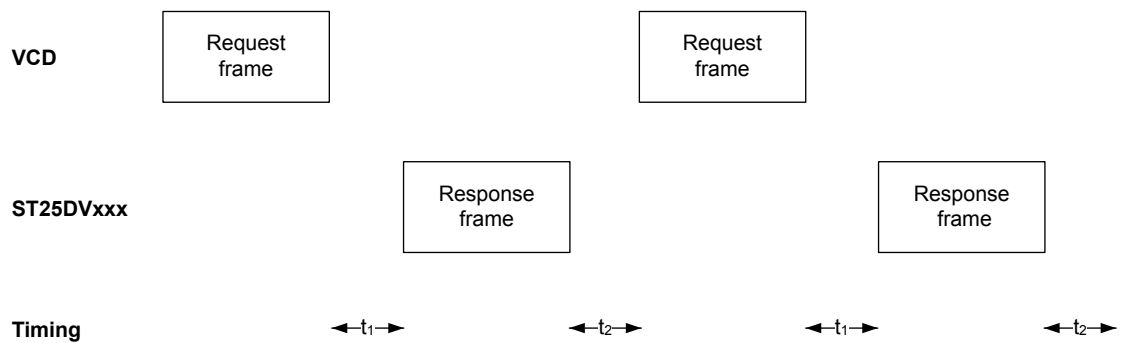 VCD
Request
frame
Request
frame
ST25DVxxx
Response
frame
Response
frame
Timing
t1
t2
t1
t2